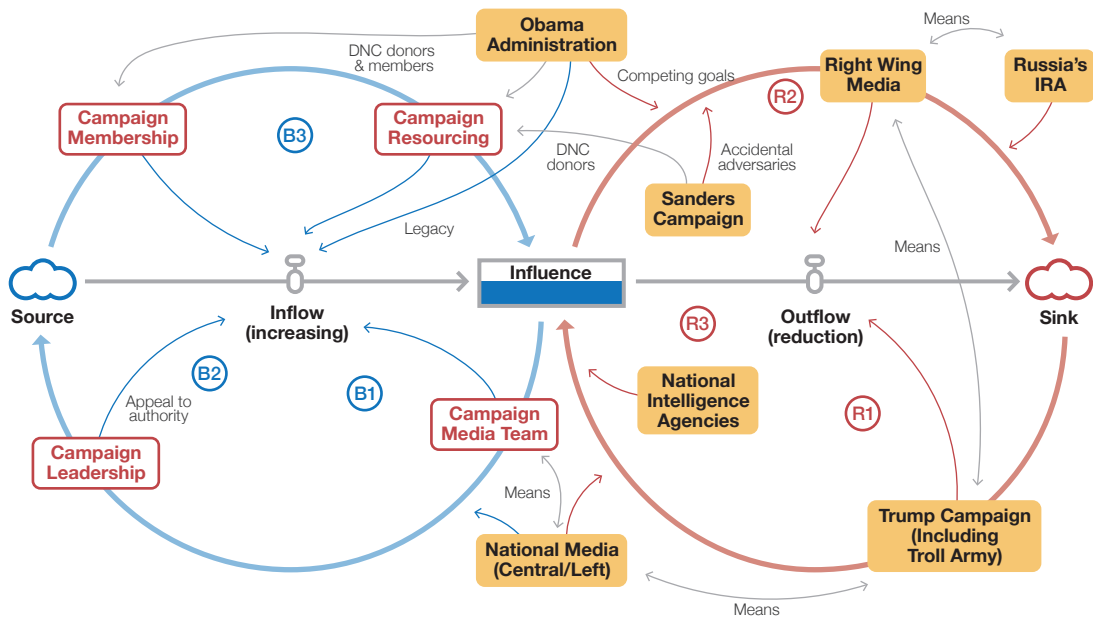 Obama
Administration
Means
DNC donors
& members
Competing goals
Right Wing
Media
Russia's
IRA
R2
Campaign
Membership
B3
Campaign
Resourcing
DNC
donors
Accidental
adversaries
Sanders
Campaign
Legacy
Means
Source
Inflow
(increasing)
Influence
Outflow
(reduction)
Sink
R3
B2
B1
National
Intelligence
Agencies
R1
Appeal to
authority
Campaign
Media Team
Campaign
Leadership
Means
Trump Campaign
(Including
Troll Army)
National Media
(Central/Left)
Means